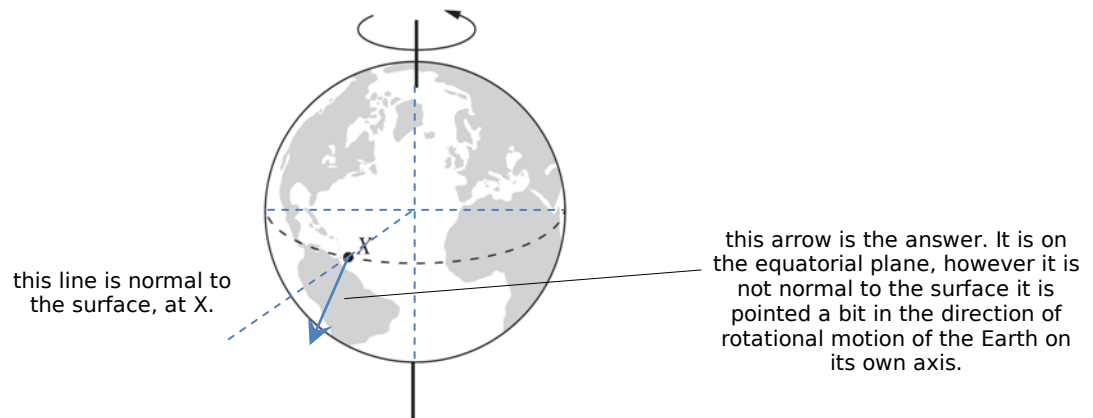 X
this line is normal to
the surface, at X.
this arrow is the answer. It is on
the equatorial plane, however it is
not normal to the surface it is
pointed a bit in the direction of
rotational motion of the Earth on
its own axis.